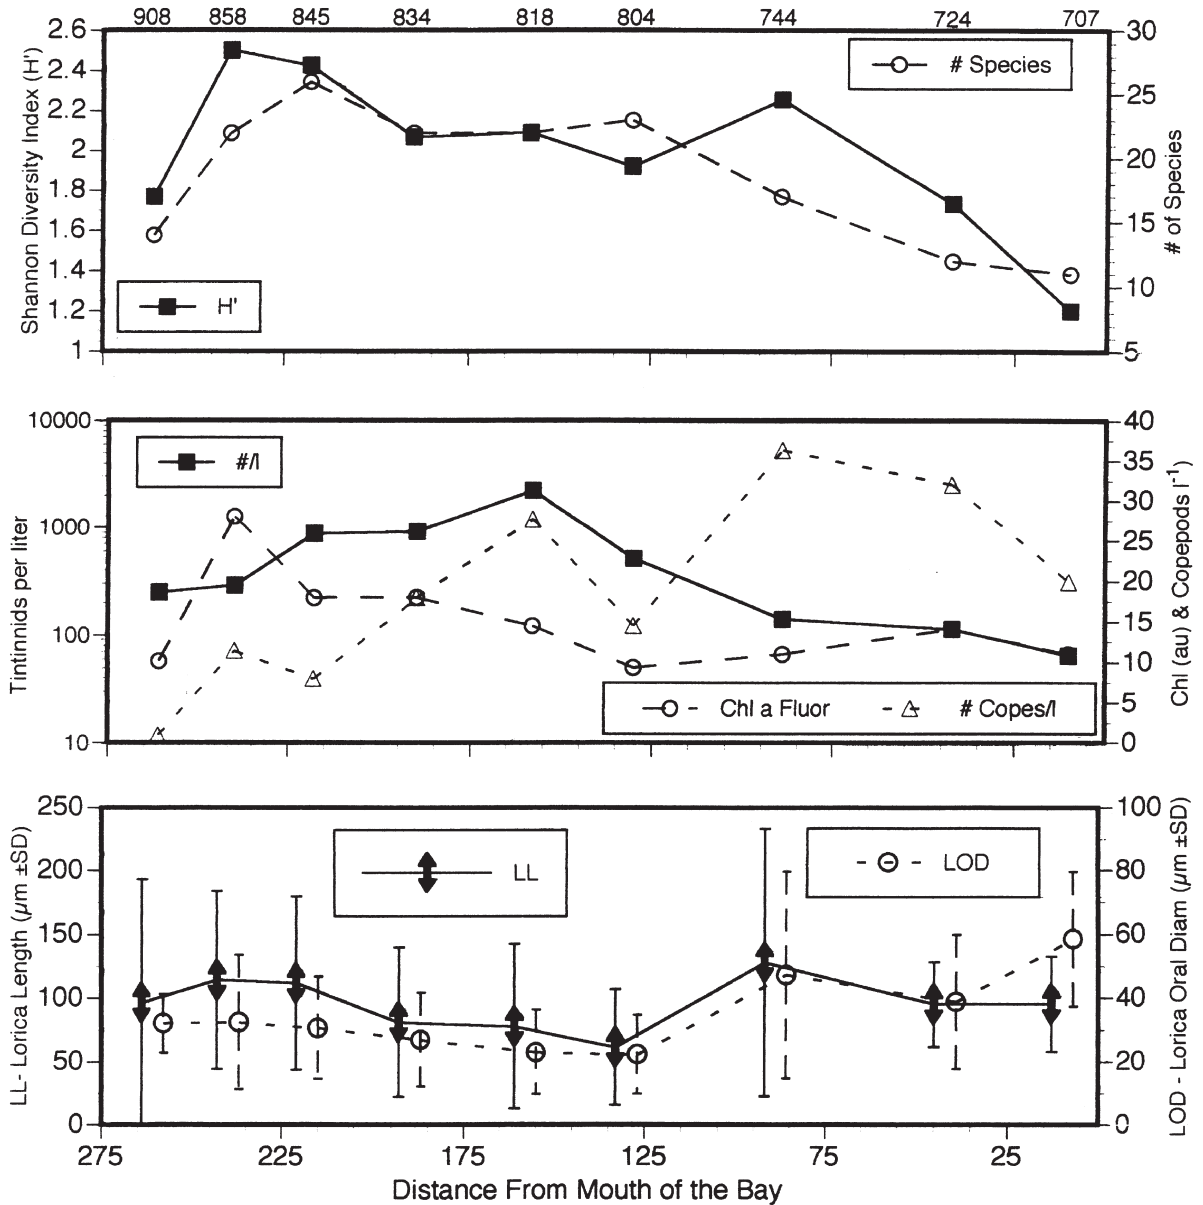 908 858 845 834 818 804 744 724 707
2.6
2.4
2.2
2
1.8
1.6
1.4
1.2
1
Shannon Diversity Index (H')
# Species
H'
30
25
20
15
10
5
# of Species
10000
1000
100
10
Tintinnids per liter
#/l
Chl a Fluor # Copes/l
40
35
30
25
20
15
10
5
0
Chl (au) & Copepods l⁻¹
250
200
150
100
50
0
LL- Lorica Length (µm ±SD)
LL
LOD
100
80
60
40
20
0
LOD - Lorica Oral Diam (µm ±SD)
275 225 175 125 75 25
Distance From Mouth of the Bay